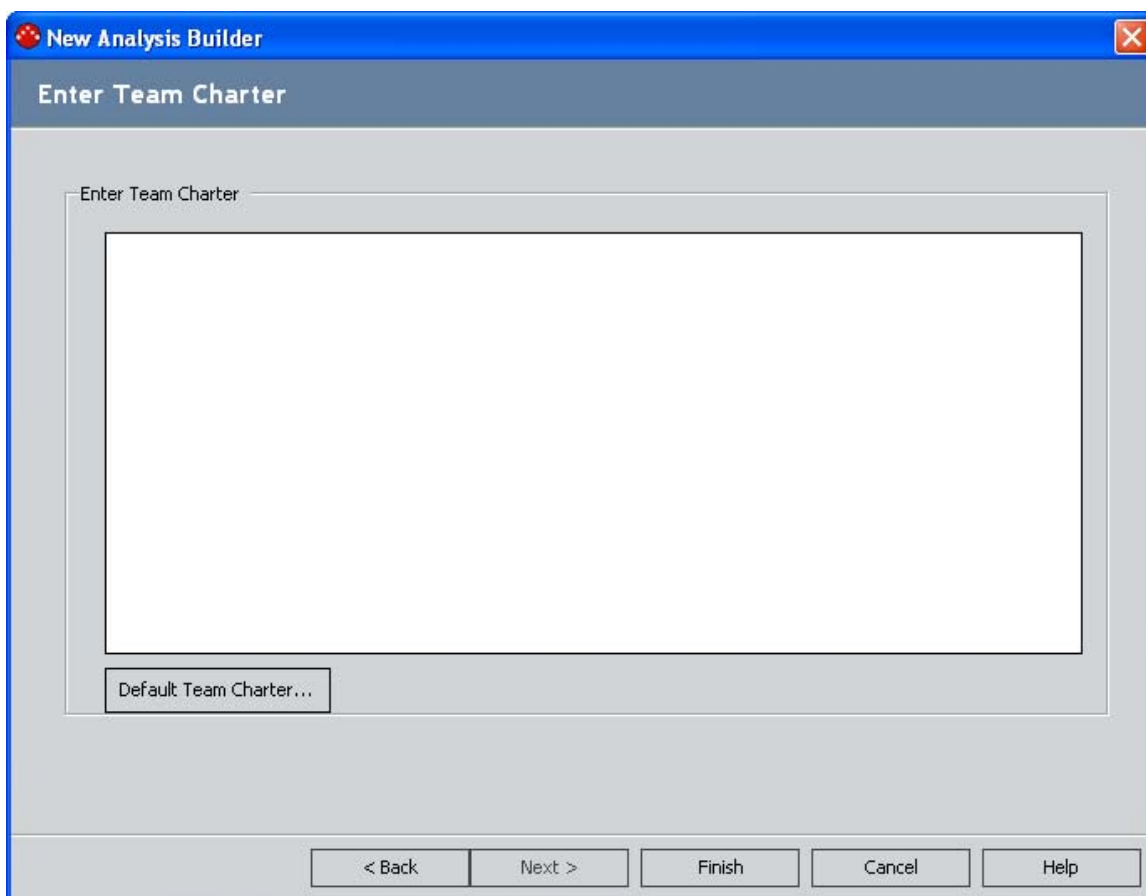 New Analysis Builder
Enter Team Charter
Enter Team Charter
Default Team Charter...
< Back Next > Finish Cancel Help